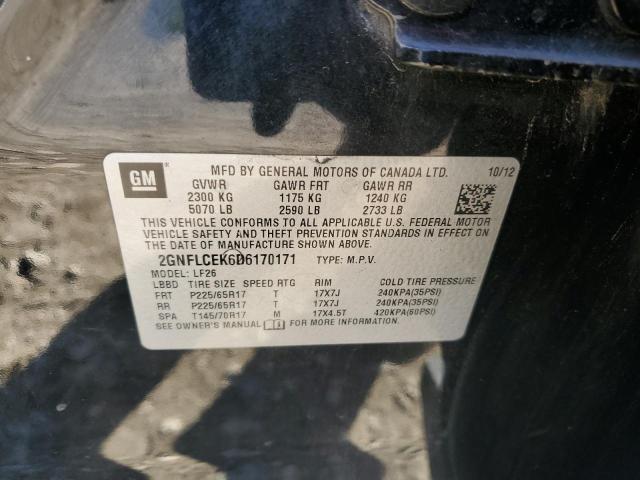 GM
MFD BY GENERAL MOTORS OF CANADA LTD. 10/12
GVWR GAWR FRT GAWR RR
2300 KG 1175 KG 1240 KG
5070 LB 2590 LB 2733 LB
THIS VEHICLE CONFORMS TO ALL APPLICABLE U.S. FEDERAL MOTOR
VEHICLE SAFETY AND THEFT PREVENTION STANDARDS IN EFFECT ON
THE DATE OF MANUFACTURE SHOWN ABOVE.
2GNFLCEK6D6170171 TYPE: M.P.V.
MODEL: LF26
LBBD TIRE SIZE SPEED RTG RIM COLD TIRE PRESSURE
FRT P225/65R17 T 17X7J 240KPA(35PSI)
RR P225/65R17 T 17X7J 240KPA(35PSI)
SPA T145/70R17 M 17X4.5T 420KPA(60PSI)
SEE OWNER'S MANUAL FOR MORE INFORMATION